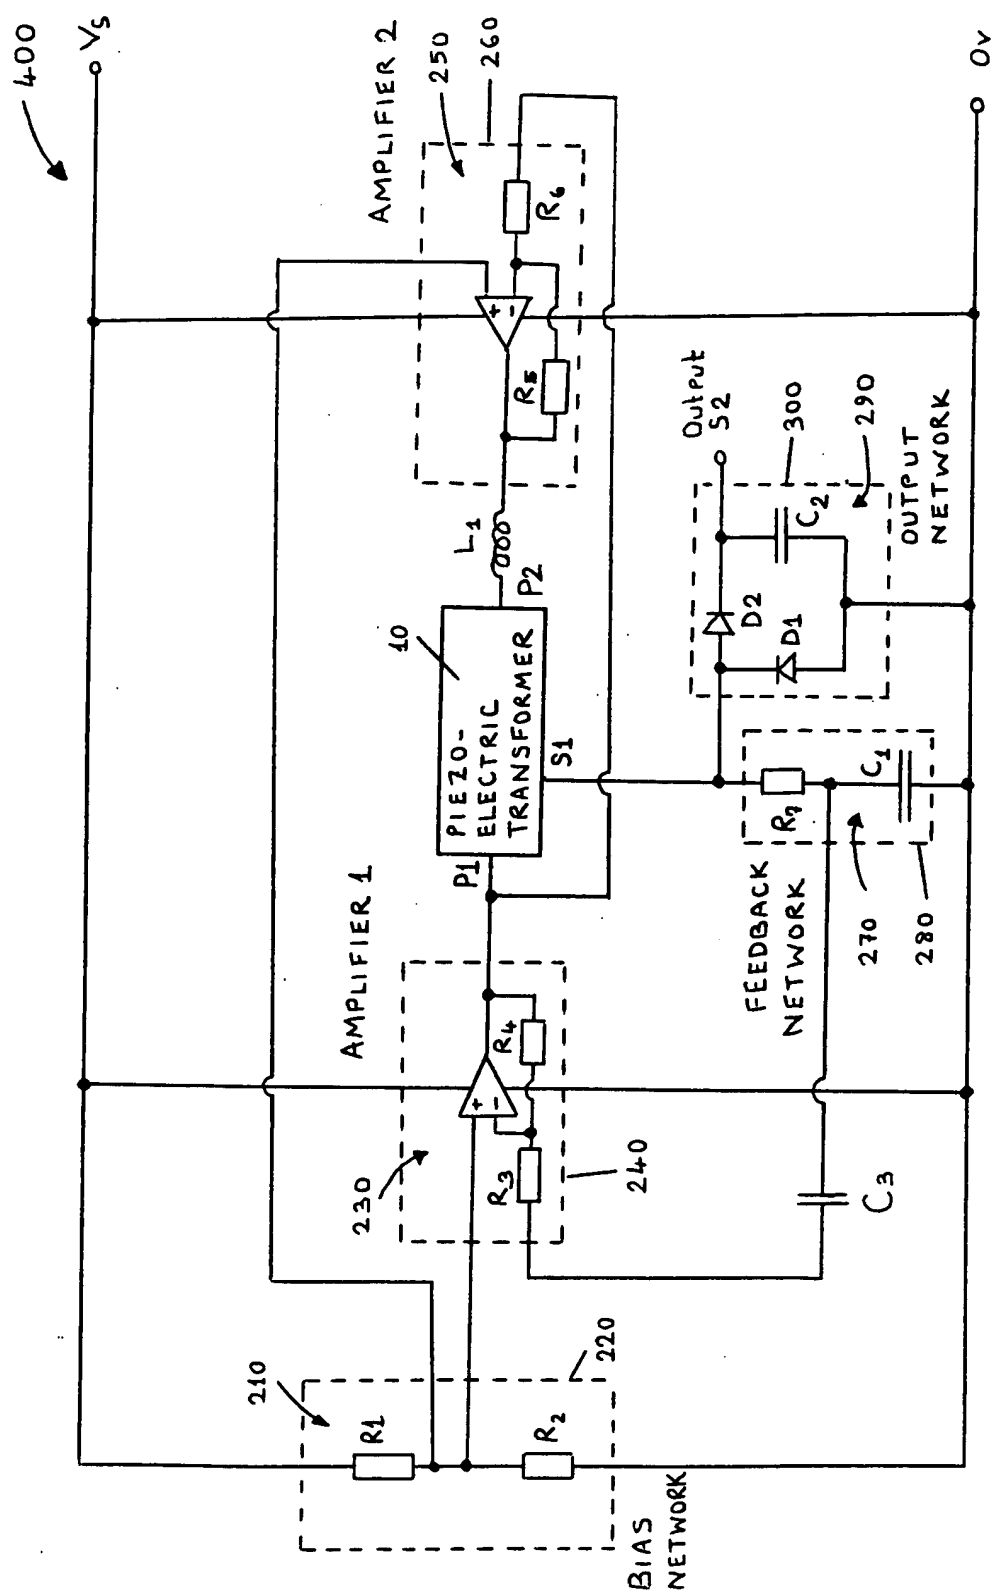 400
VS
0v
AMPLIFIER 2
250
260
R6
+
-
R5
L1
P2
10
PIEZO-
ELECTRIC
TRANSFORMER
S1
P1
Output
S2
300
290
C2
D2
D1
OUTPUT
NETWORK
R7
C1
FEEDBACK
NETWORK
270
280
AMPLIFIER 1
R4
+
-
R3
230
240
C3
210
220
R1
R2
BIAS
NETWORK